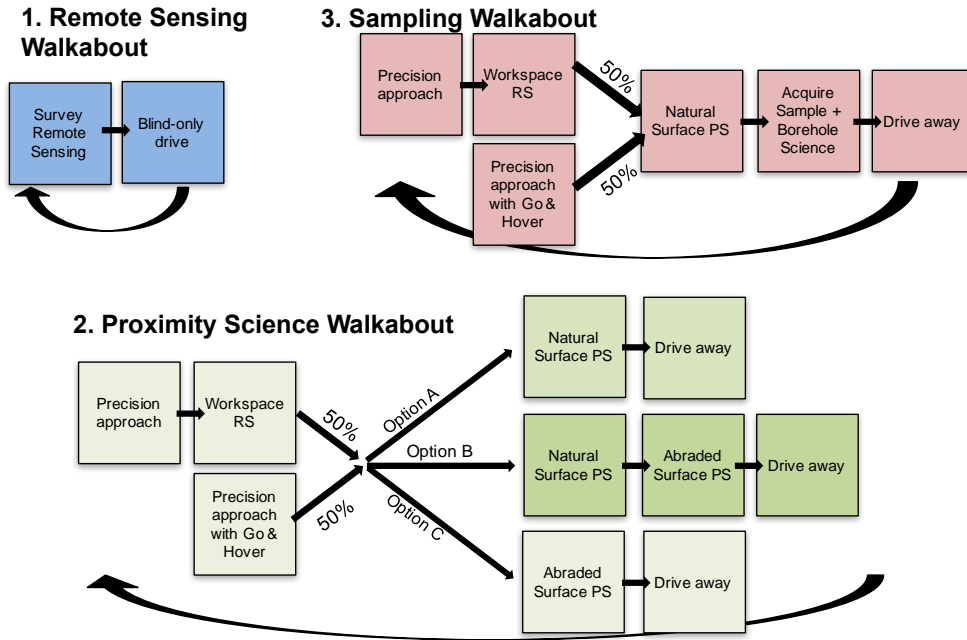 1. Remote Sensing
Walkabout
Survey
Remote
Sensing
Blind-only
drive
3. Sampling Walkabout
Precision
approach
Workspace
RS
50%
Precision
approach
with Go &
Hover
50%
Natural
Surface PS
Acquire
Sample +
Borehole
Science
Drive away
2. Proximity Science Walkabout
Precision
approach
Workspace
RS
50%
Precision
approach
with Go &
Hover
50%
Option A
Natural
Surface PS
Drive away
Option B
Natural
Surface PS
Abraded
Surface PS
Drive away
Option C
Abraded
Surface PS
Drive away